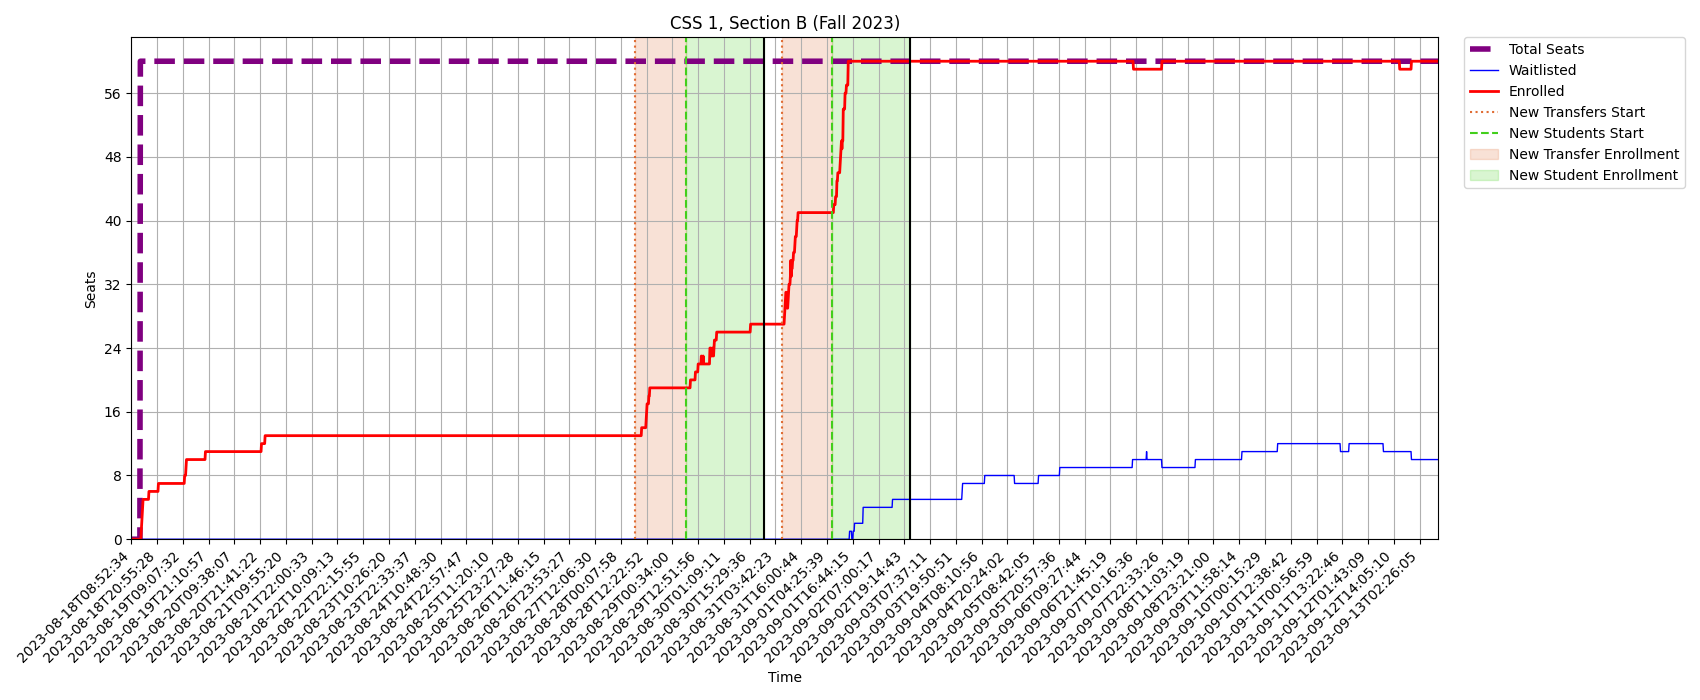 CSS 1, Section B (Fall 2023)
Total Seats
Waitlisted
Enrolled
New Transfers Start
New Students Start
New Transfer Enrollment
New Student Enrollment
Seats
56
48
40
32
24
16
8
0
2023-08-18T08:52:34
2023-08-18T20:55:28
2023-08-19T09:07:32
2023-08-19T21:10:57
2023-08-20T09:38:07
2023-08-20T21:41:22
2023-08-21T09:55:20
2023-08-21T22:00:33
2023-08-22T10:09:13
2023-08-22T22:15:55
2023-08-23T10:26:20
2023-08-23T22:33:37
2023-08-24T10:48:30
2023-08-24T22:57:47
2023-08-25T11:20:10
2023-08-25T23:27:28
2023-08-26T11:46:15
2023-08-26T23:53:27
2023-08-27T12:06:30
2023-08-28T00:07:58
2023-08-28T12:22:52
2023-08-29T00:34:00
2023-08-29T12:51:56
2023-08-30T01:09:11
2023-08-30T15:29:36
2023-08-31T03:42:23
2023-08-31T16:00:44
2023-09-01T04:25:39
2023-09-01T16:44:15
2023-09-02T07:00:17
2023-09-02T19:14:43
2023-09-03T07:37:11
2023-09-03T19:50:51
2023-09-04T08:10:56
2023-09-04T20:24:02
2023-09-05T08:42:05
2023-09-05T20:57:36
2023-09-06T09:27:44
2023-09-06T21:45:19
2023-09-07T10:16:36
2023-09-07T22:33:26
2023-09-08T11:03:19
2023-09-08T23:21:00
2023-09-09T11:58:14
2023-09-10T00:15:29
2023-09-10T12:38:42
2023-09-11T00:56:59
2023-09-11T13:22:46
2023-09-12T01:43:09
2023-09-12T14:05:10
2023-09-13T02:26:05
Time